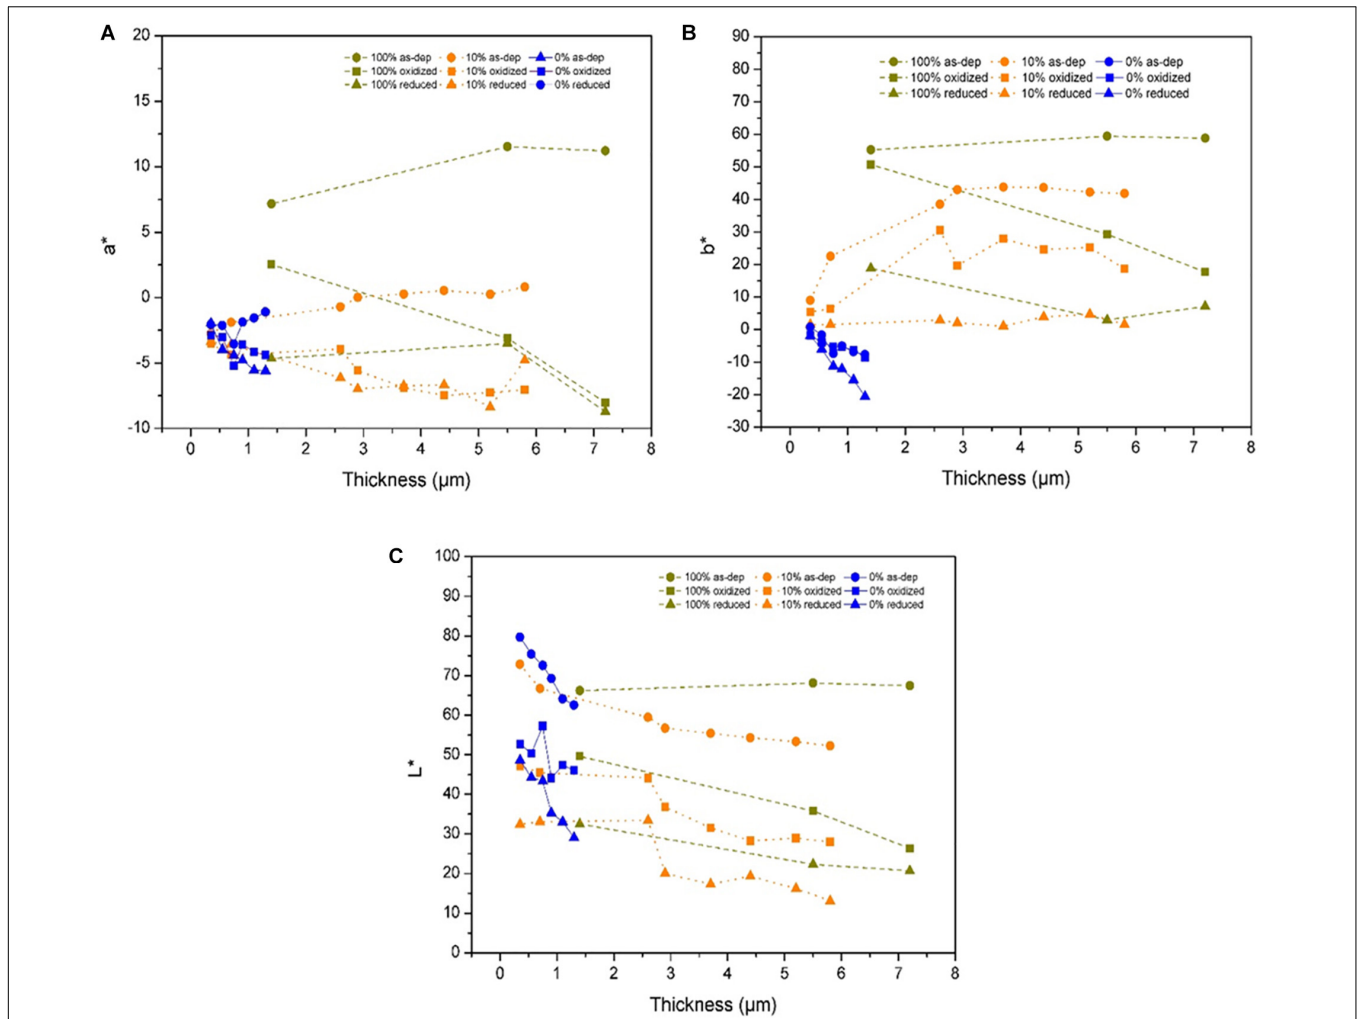 A
20
15
10
5
0
-5
-10
a*
100% as-dep 10% as-dep 0% as-dep
100% oxidized 10% oxidized 0% oxidized
100% reduced 10% reduced 0% reduced
0 1 2 3 4 5 6 7 8
Thickness (µm)
B
90
80
70
60
50
40
30
20
10
0
-10
-20
-30
b*
100% as-dep 10% as-dep 0% as-dep
100% oxidized 10% oxidized 0% oxidized
100% reduced 10% reduced 0% reduced
0 1 2 3 4 5 6 7 8
Thickness (µm)
C
100
90
80
70
60
50
40
30
20
10
0
L*
100% as-dep 10% as-dep 0% as-dep
100% oxidized 10% oxidized 0% oxidized
100% reduced 10% reduced 0% reduced
0 1 2 3 4 5 6 7 8
Thickness (µm)